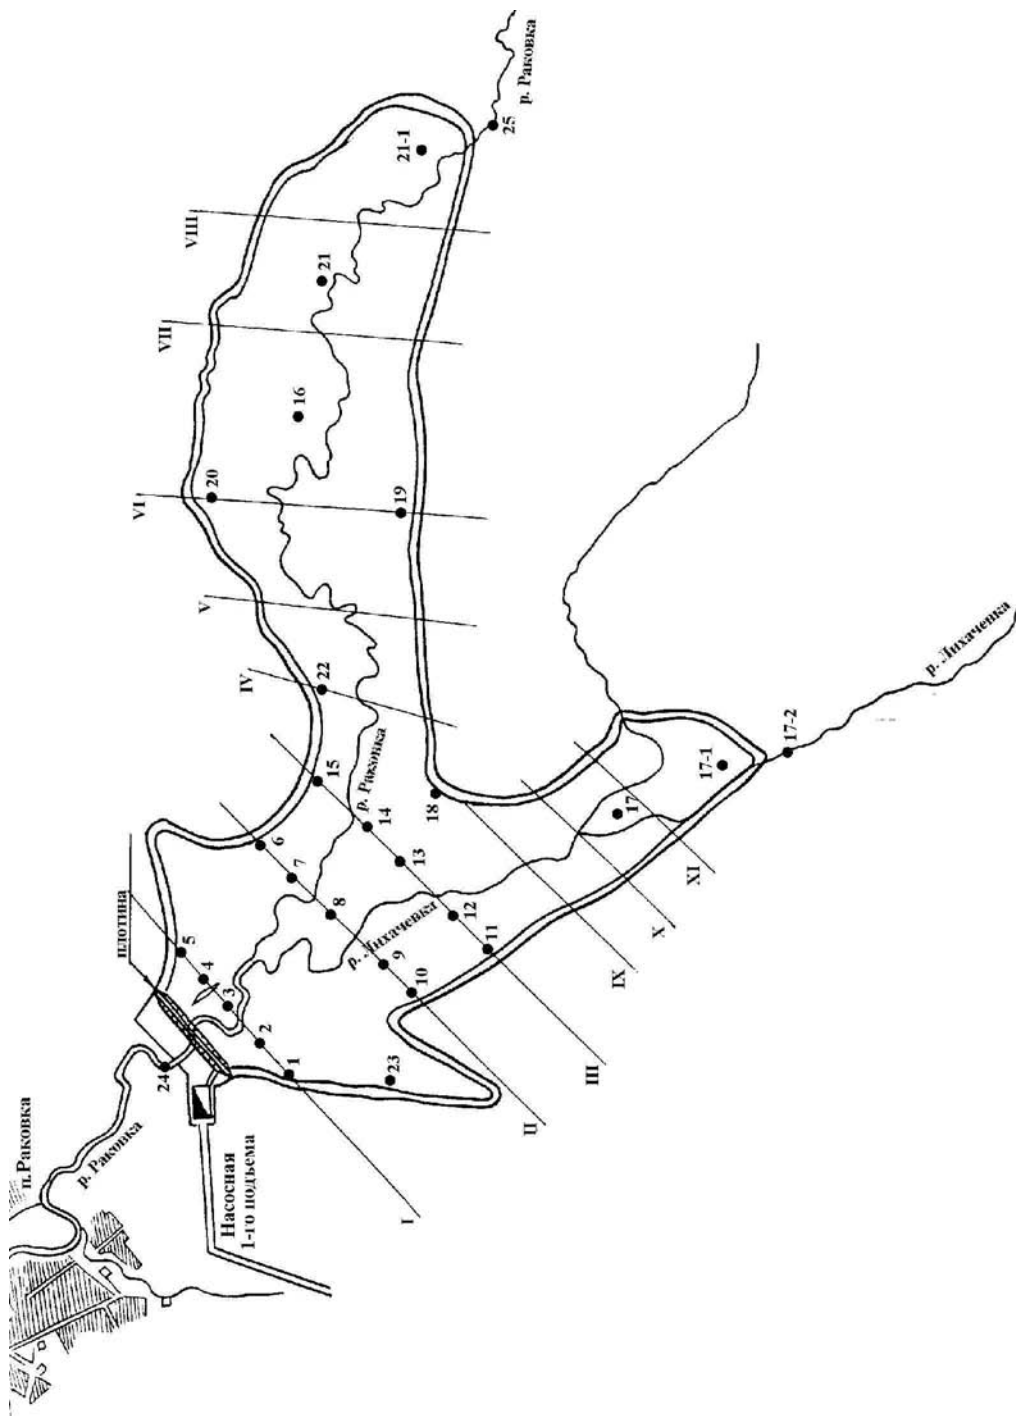 п.Раковка
р. Раковка
Насосная
1-го подъема
плотина
24
1
2
3
4
5
23
I
6
7
8
9
10
II
р. Лихачевка
15
14
13
12
11
III
р. Раковка
22
IV
V
18
20
19
VI
16
VII
21
VIII
21-1
25
р. Раковка
IX
X
XI
17
17-1
17-2
р. Лихачевка